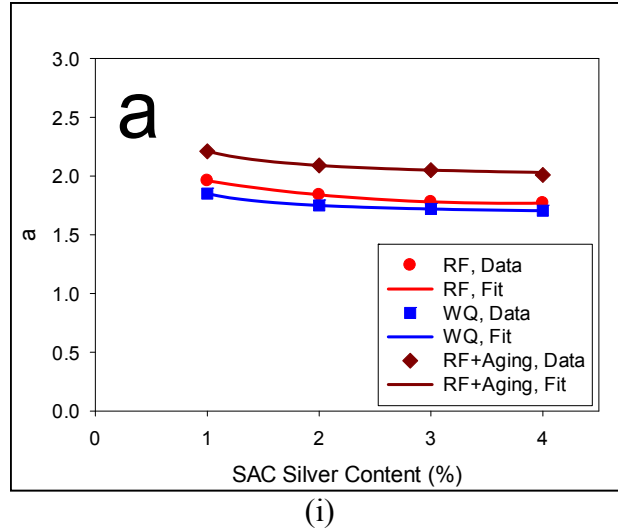 3.0
a
2.5
2.0
a
1.5
1.0
0.5
0.0
RF, Data
RF, Fit
WQ, Data
WQ, Fit
RF+Aging, Data
RF+Aging, Fit
0 1 2 3 4
SAC Silver Content (%)
(i)